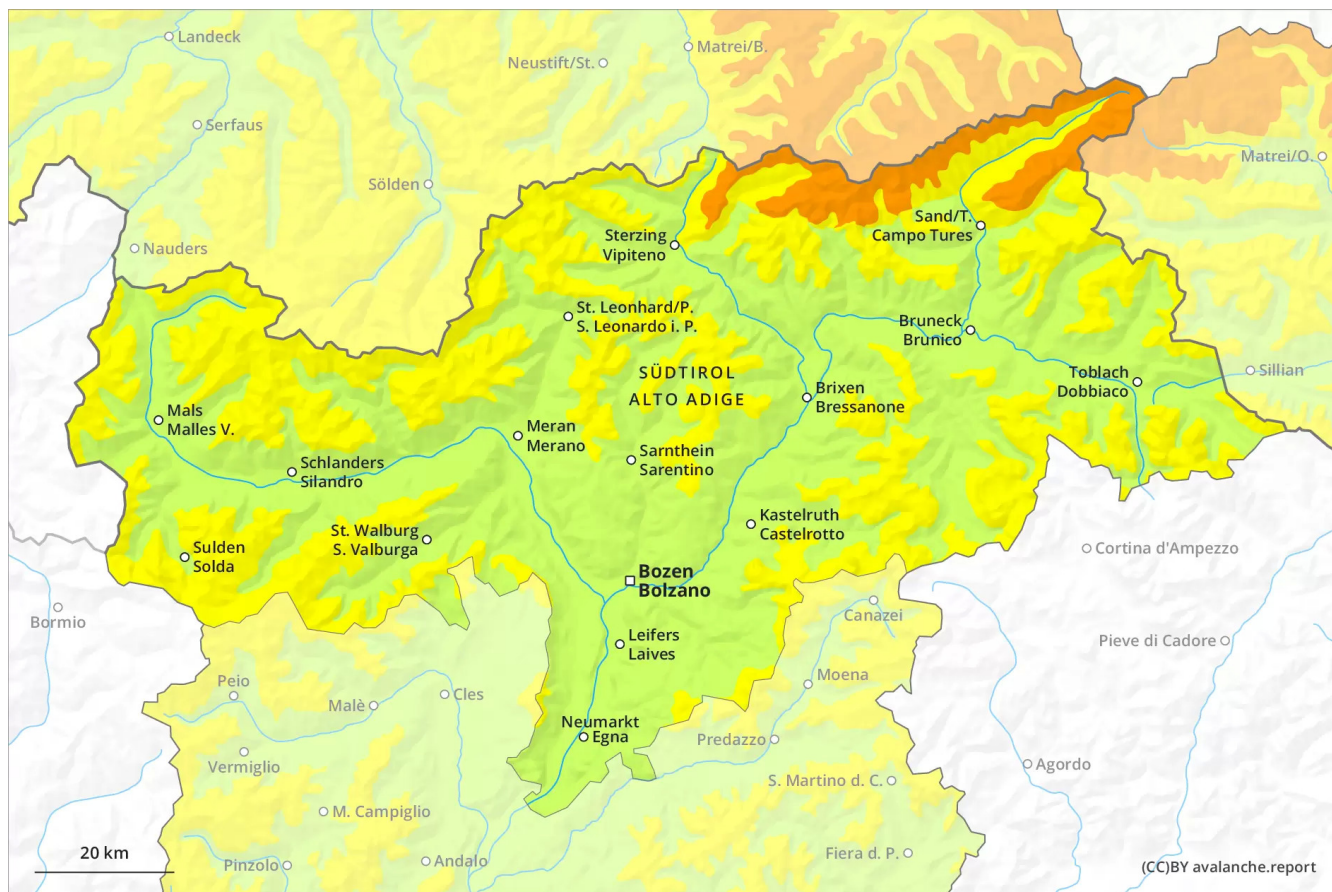 Landeck
Neustift/St.
Matrei/B.
Serfaus
Sölden
Matrei/O.
Nauders
Sand/T.
Campo Tures
Sterzing
Vipiteno
St. Leonhard/P.
S. Leonardo i. P.
Bruneck
Brunico
SÜDTIROL
ALTO ADIGE
Toblach
Dobbiaco
Sillian
Brixen
Bressanone
Mals
Malles V.
Meran
Merano
Sarnthein
Sarentino
Schlanders
Silandro
Kastelruth
Castelrotto
St. Walburg
S. Valburga
Sulden
Solda
Cortina d'Ampezzo
Bozen
Bolzano
Bormio
Canazei
Leifers
Laives
Pieve di Cadore
Peio
Malè
Cles
Moena
Neumarkt
Egna
Predazzo
Vermiglio
Agordo
S. Martino d. C.
M. Campiglio
20 km
Pinzolo
Andalo
Fiera d. P.
(CC)BY avalanche.report